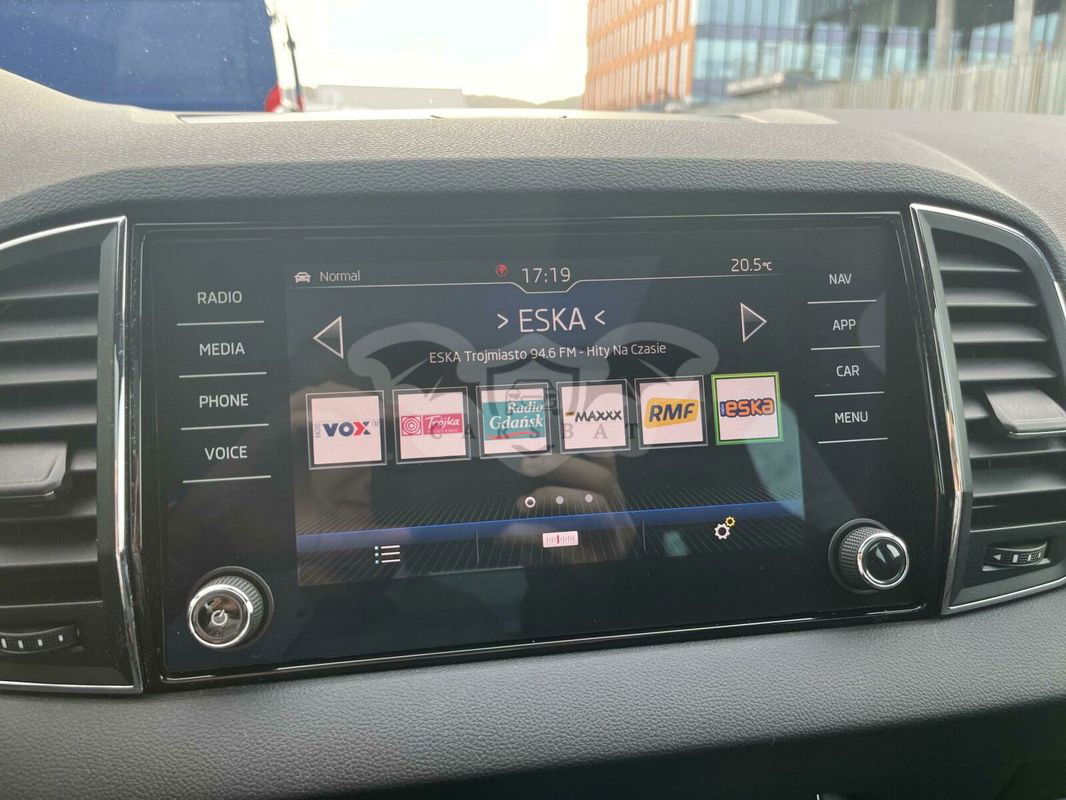 Normal
17:19
20.5°C
RADIO
MEDIA
PHONE
VOICE
NAV
APP
CAR
MENU
> ESKA <
ESKA Trojmiasto 94.6 FM - Hity Na Czasie
VOX
Trójka
Radio
Gdańsk
MAXXX
RMF
eska